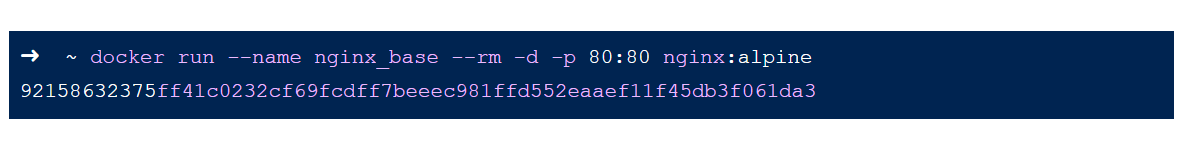 ➜ ~ docker run --name nginx_base --rm -d -p 80:80 nginx:alpine
92158632375ff41c0232cf69fcdff7beeec981ffd552eaaef11f45db3f061da3